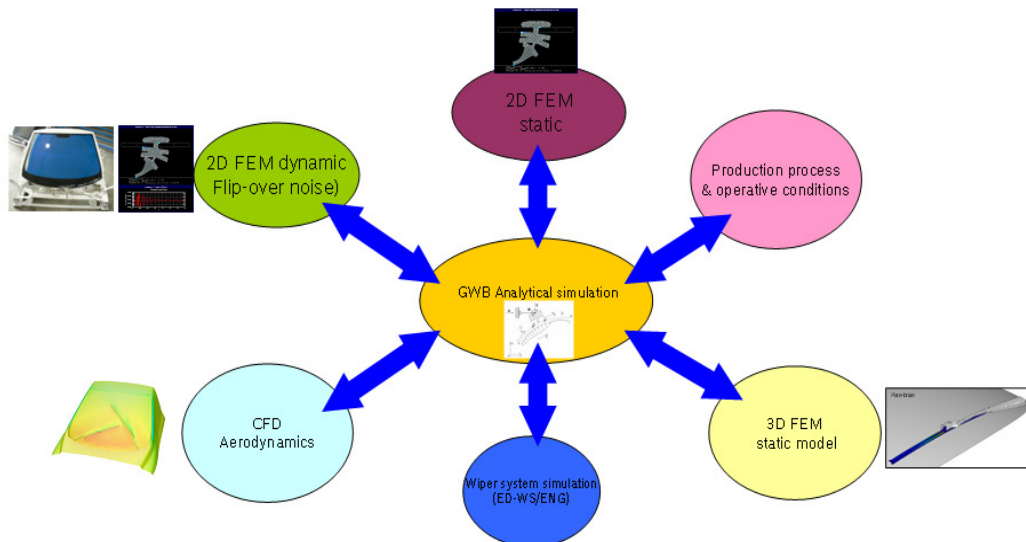 2D FEM
static
2D FEM dynamic
Flip-over noise)
Production process
& operative conditions
GWB Analytical simulation
CFD
Aerodynamics
3D FEM
static model
Wiper system simulation
(ED-WS/ENG)